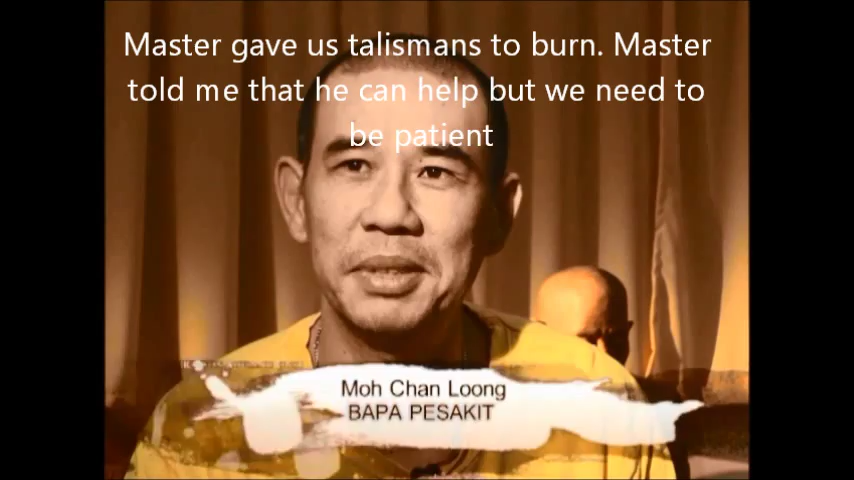 Master gave us talismans to burn. Master
told me that he can help but we need to
be patient
Moh Chan Loong
BAPA PESAKIT